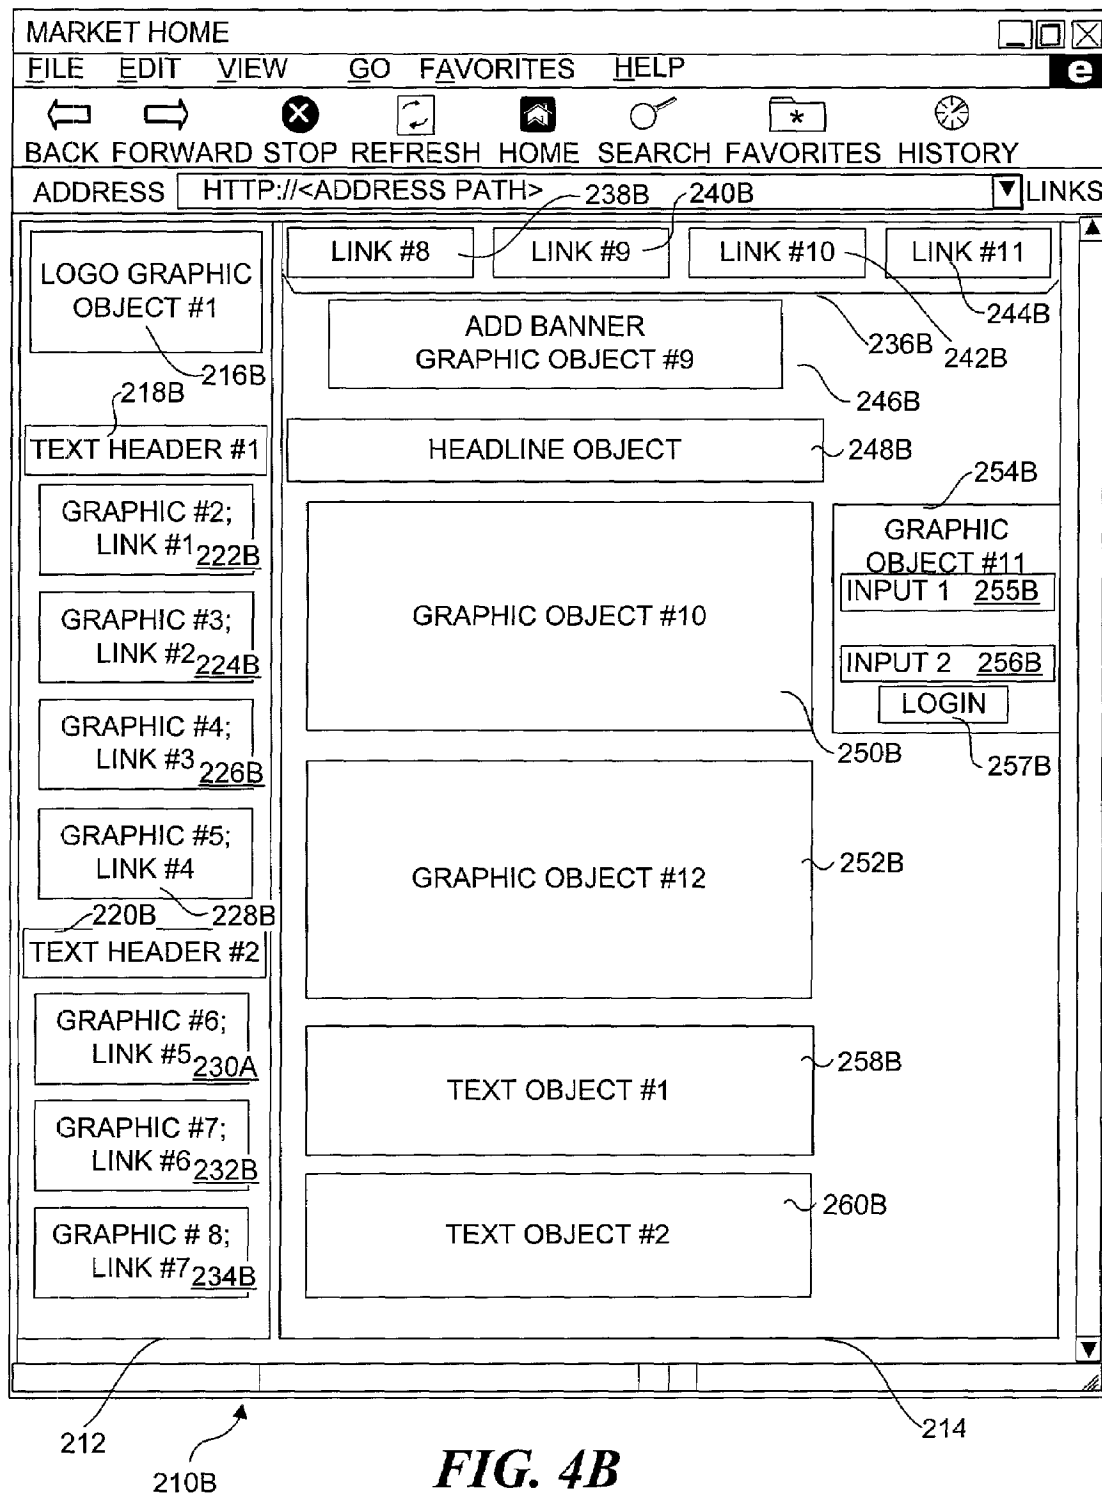 MARKET HOME
FILE EDIT VIEW GO FAVORITES HELP
e
BACK FORWARD STOP REFRESH HOME SEARCH FAVORITES HISTORY
ADDRESS HTTP://<ADDRESS PATH> LINKS
238B 240B
LINK #8 LINK #9 LINK #10 LINK #11
244B
236B 242B
LOGO GRAPHIC
OBJECT #1
216B
218B
TEXT HEADER #1
GRAPHIC #2;
LINK #1 222B
GRAPHIC #3;
LINK #2 224B
GRAPHIC #4;
LINK #3 226B
GRAPHIC #5;
LINK #4
220B 228B
TEXT HEADER #2
GRAPHIC #6;
LINK #5 230A
GRAPHIC #7;
LINK #6 232B
GRAPHIC # 8;
LINK #7 234B
ADD BANNER
GRAPHIC OBJECT #9
246B
HEADLINE OBJECT 248B
254B
GRAPHIC OBJECT #10
250B
GRAPHIC
OBJECT #11
INPUT 1 255B
INPUT 2 256B
LOGIN
257B
GRAPHIC OBJECT #12 252B
TEXT OBJECT #1 258B
TEXT OBJECT #2 260B
212 214
210B
FIG. 4B